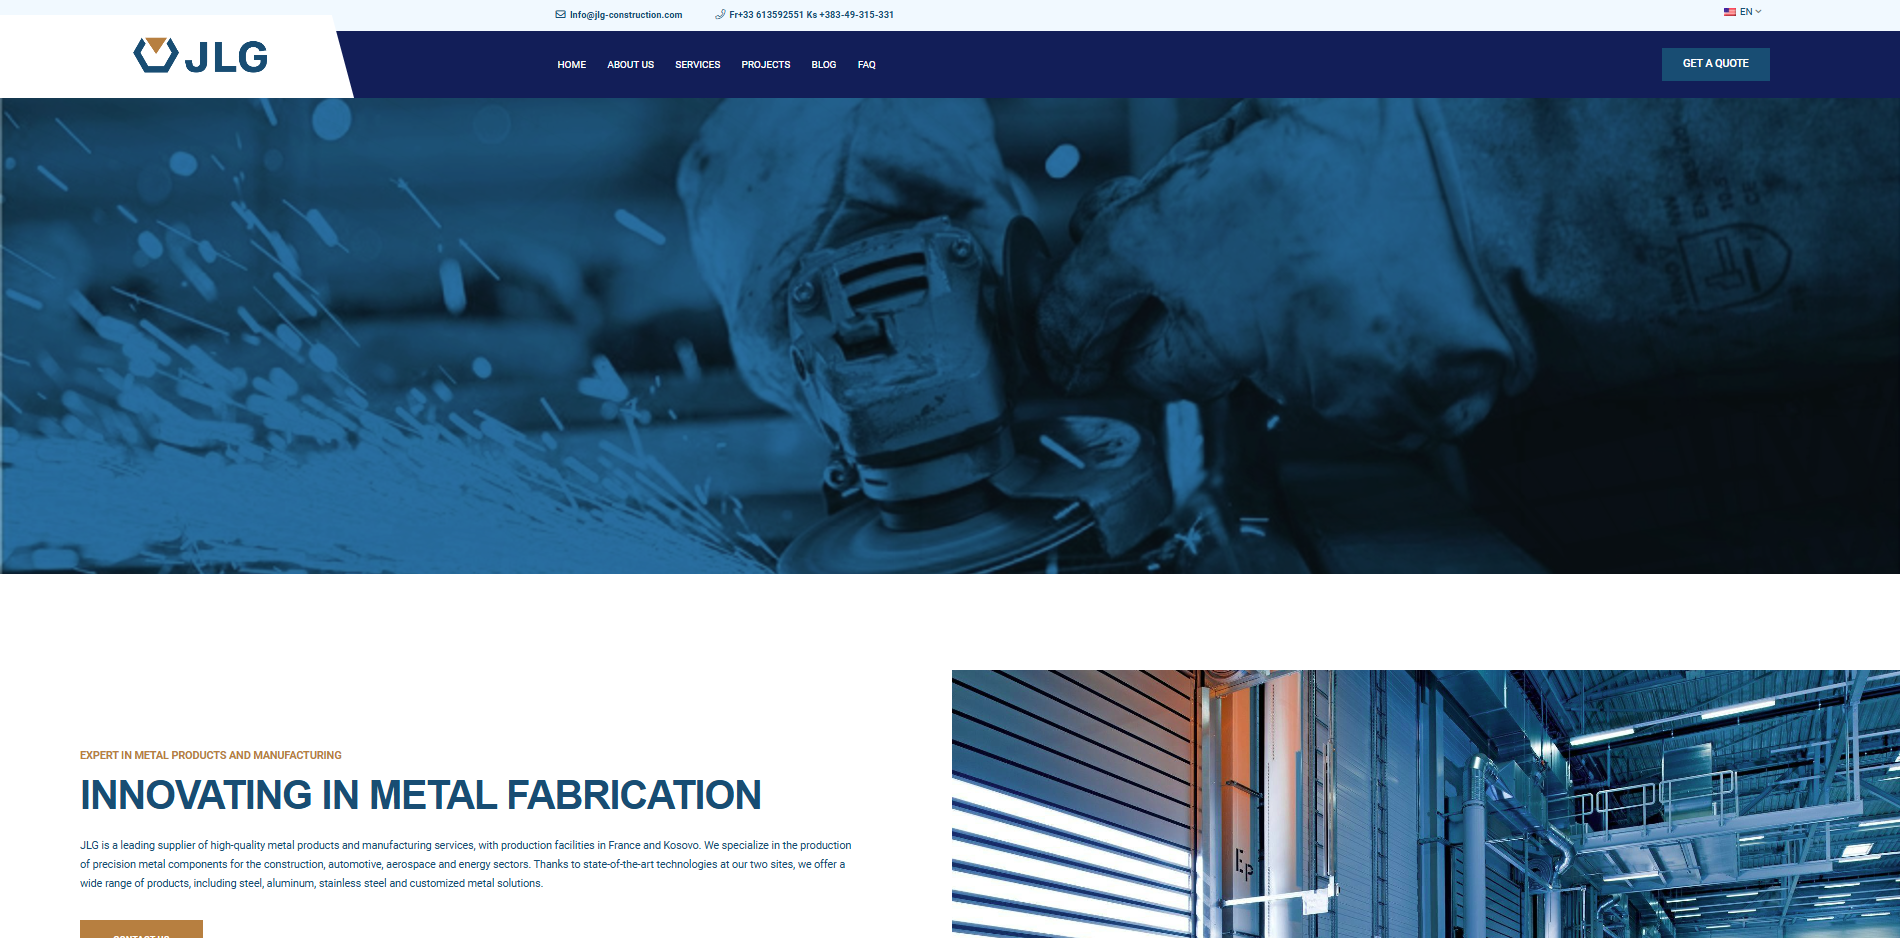 Info@jlg-construction.com
Fr+33 613592551 Ks +383-49-315-331
EN
JLG
HOME
ABOUT US
SERVICES
PROJECTS
BLOG
FAQ
GET A QUOTE
EXPERT IN METAL PRODUCTS AND MANUFACTURING
INNOVATING IN METAL FABRICATION
JLG is a leading supplier of high-quality metal products and manufacturing services, with production facilities in France and Kosovo. We specialize in the production
of precision metal components for the construction, automotive, aerospace and energy sectors. Thanks to state-of-the-art technologies at our two sites, we offer a
wide range of products, including steel, aluminum, stainless steel and customized metal solutions.
CONTACT US